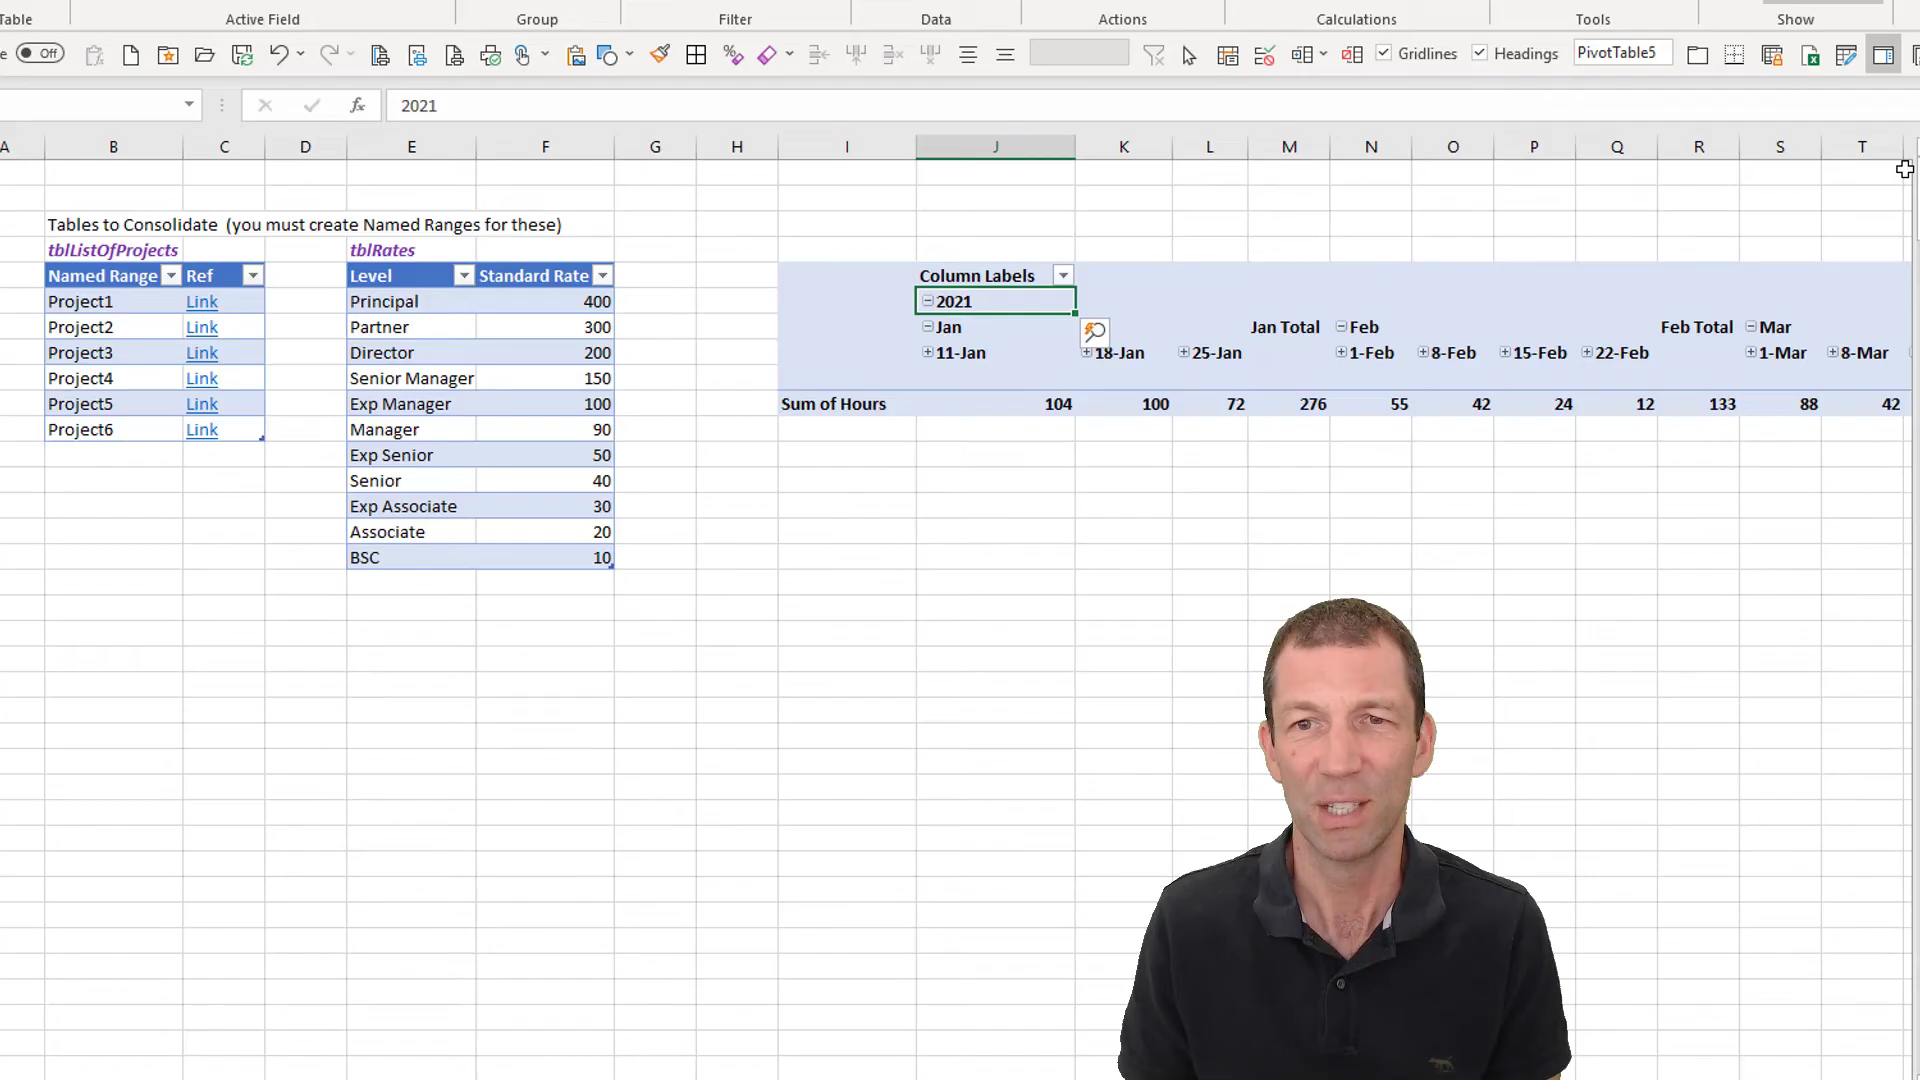 Table Active Field Group Filter Data Actions Calculations Tools Show
Off Gridlines Headings PivotTable5
fx 2021
A B C D E F G H I J K L M N O P Q R S T
Tables to Consolidate (you must create Named Ranges for these)
tblListOfProjects tblRates
Named Range Ref Level Standard Rate Column Labels
Project1 Link Principal 400 2021
Project2 Link Partner 300 Jan Jan Total Feb Feb Total Mar
Project3 Link Director 200 11-Jan 18-Jan 25-Jan 1-Feb 8-Feb 15-Feb 22-Feb 1-Mar 8-Mar
Project4 Link Senior Manager 150
Project5 Link Exp Manager 100 Sum of Hours 104 100 72 276 55 42 24 12 133 88 42
Project6 Link Manager 90
Exp Senior 50
Senior 40
Exp Associate 30
Associate 20
BSC 10